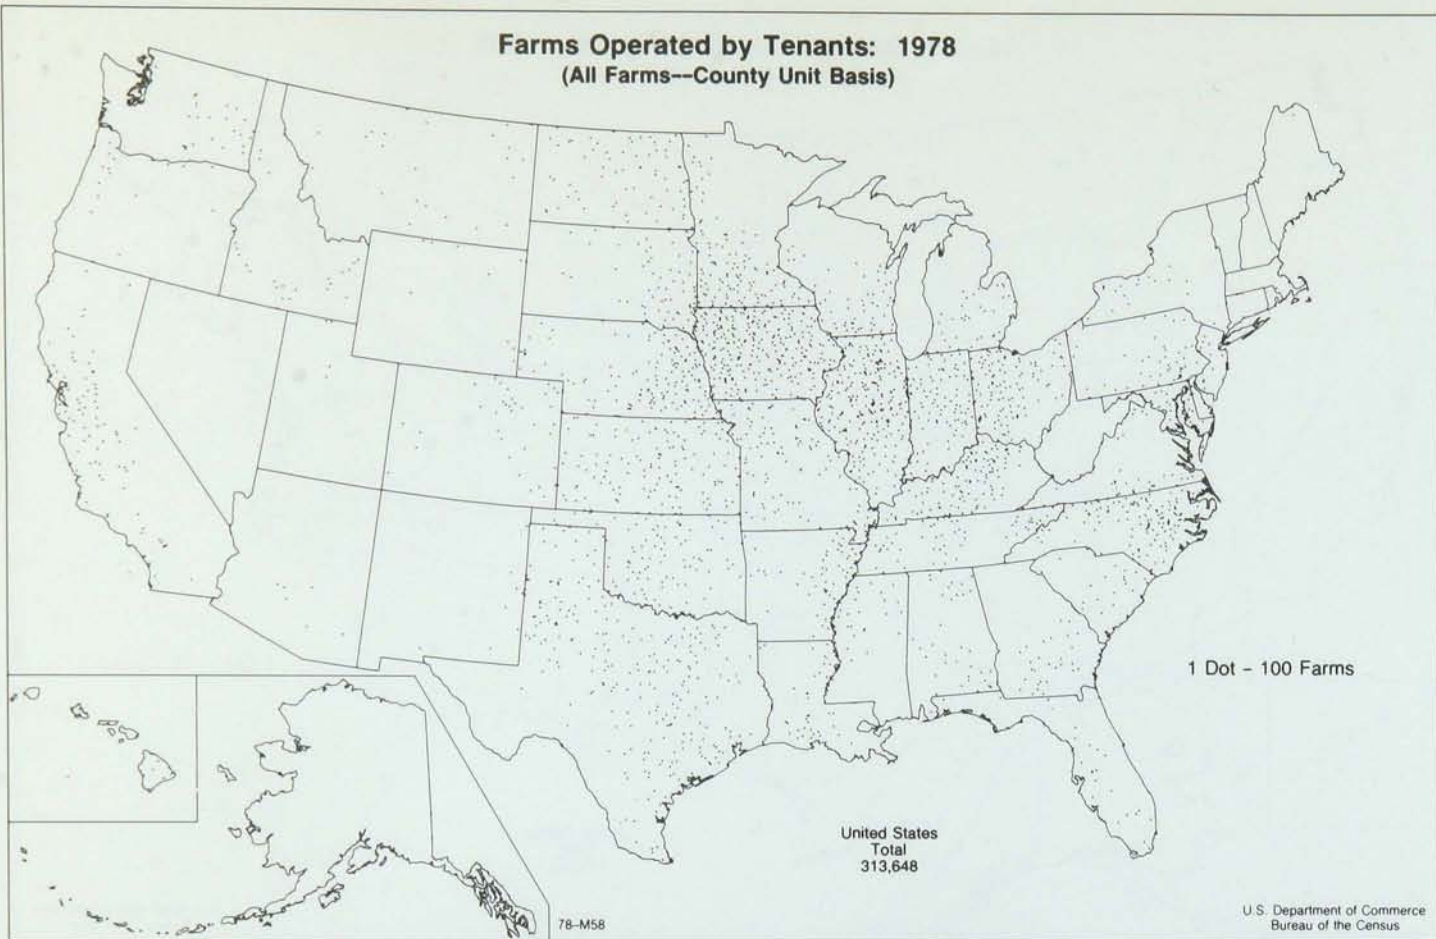 Farms Operated by Tenants: 1978
(All Farms--County Unit Basis)
1 Dot - 100 Farms
United States
Total
313,648
78-M58
U.S. Department of Commerce
Bureau of the Census